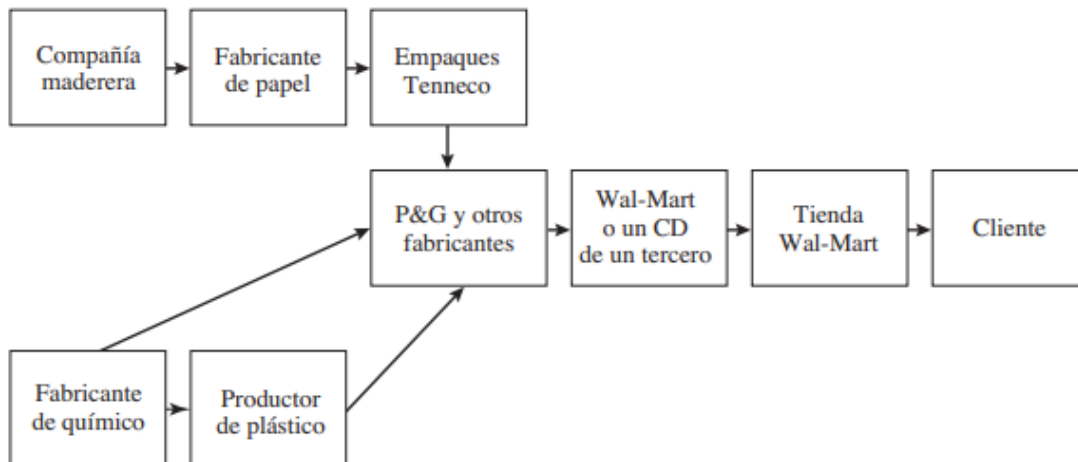 Compañía
maderera
Fabricante
de papel
Empaques
Tenneco
P&G y otros
fabricantes
Wal-Mart
o un CD
de un tercero
Tienda
Wal-Mart
Cliente
Fabricante
de químico
Productor
de plástico